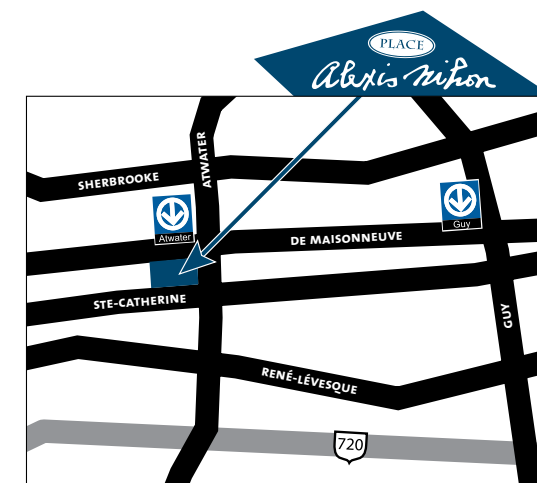 PLACE
alexis nihon
SHERBROOKE
ATWATER
Atwater
Guy
DE MAISONNEUVE
STE-CATHERINE
GUY
RENÉ-LÉVESQUE
720